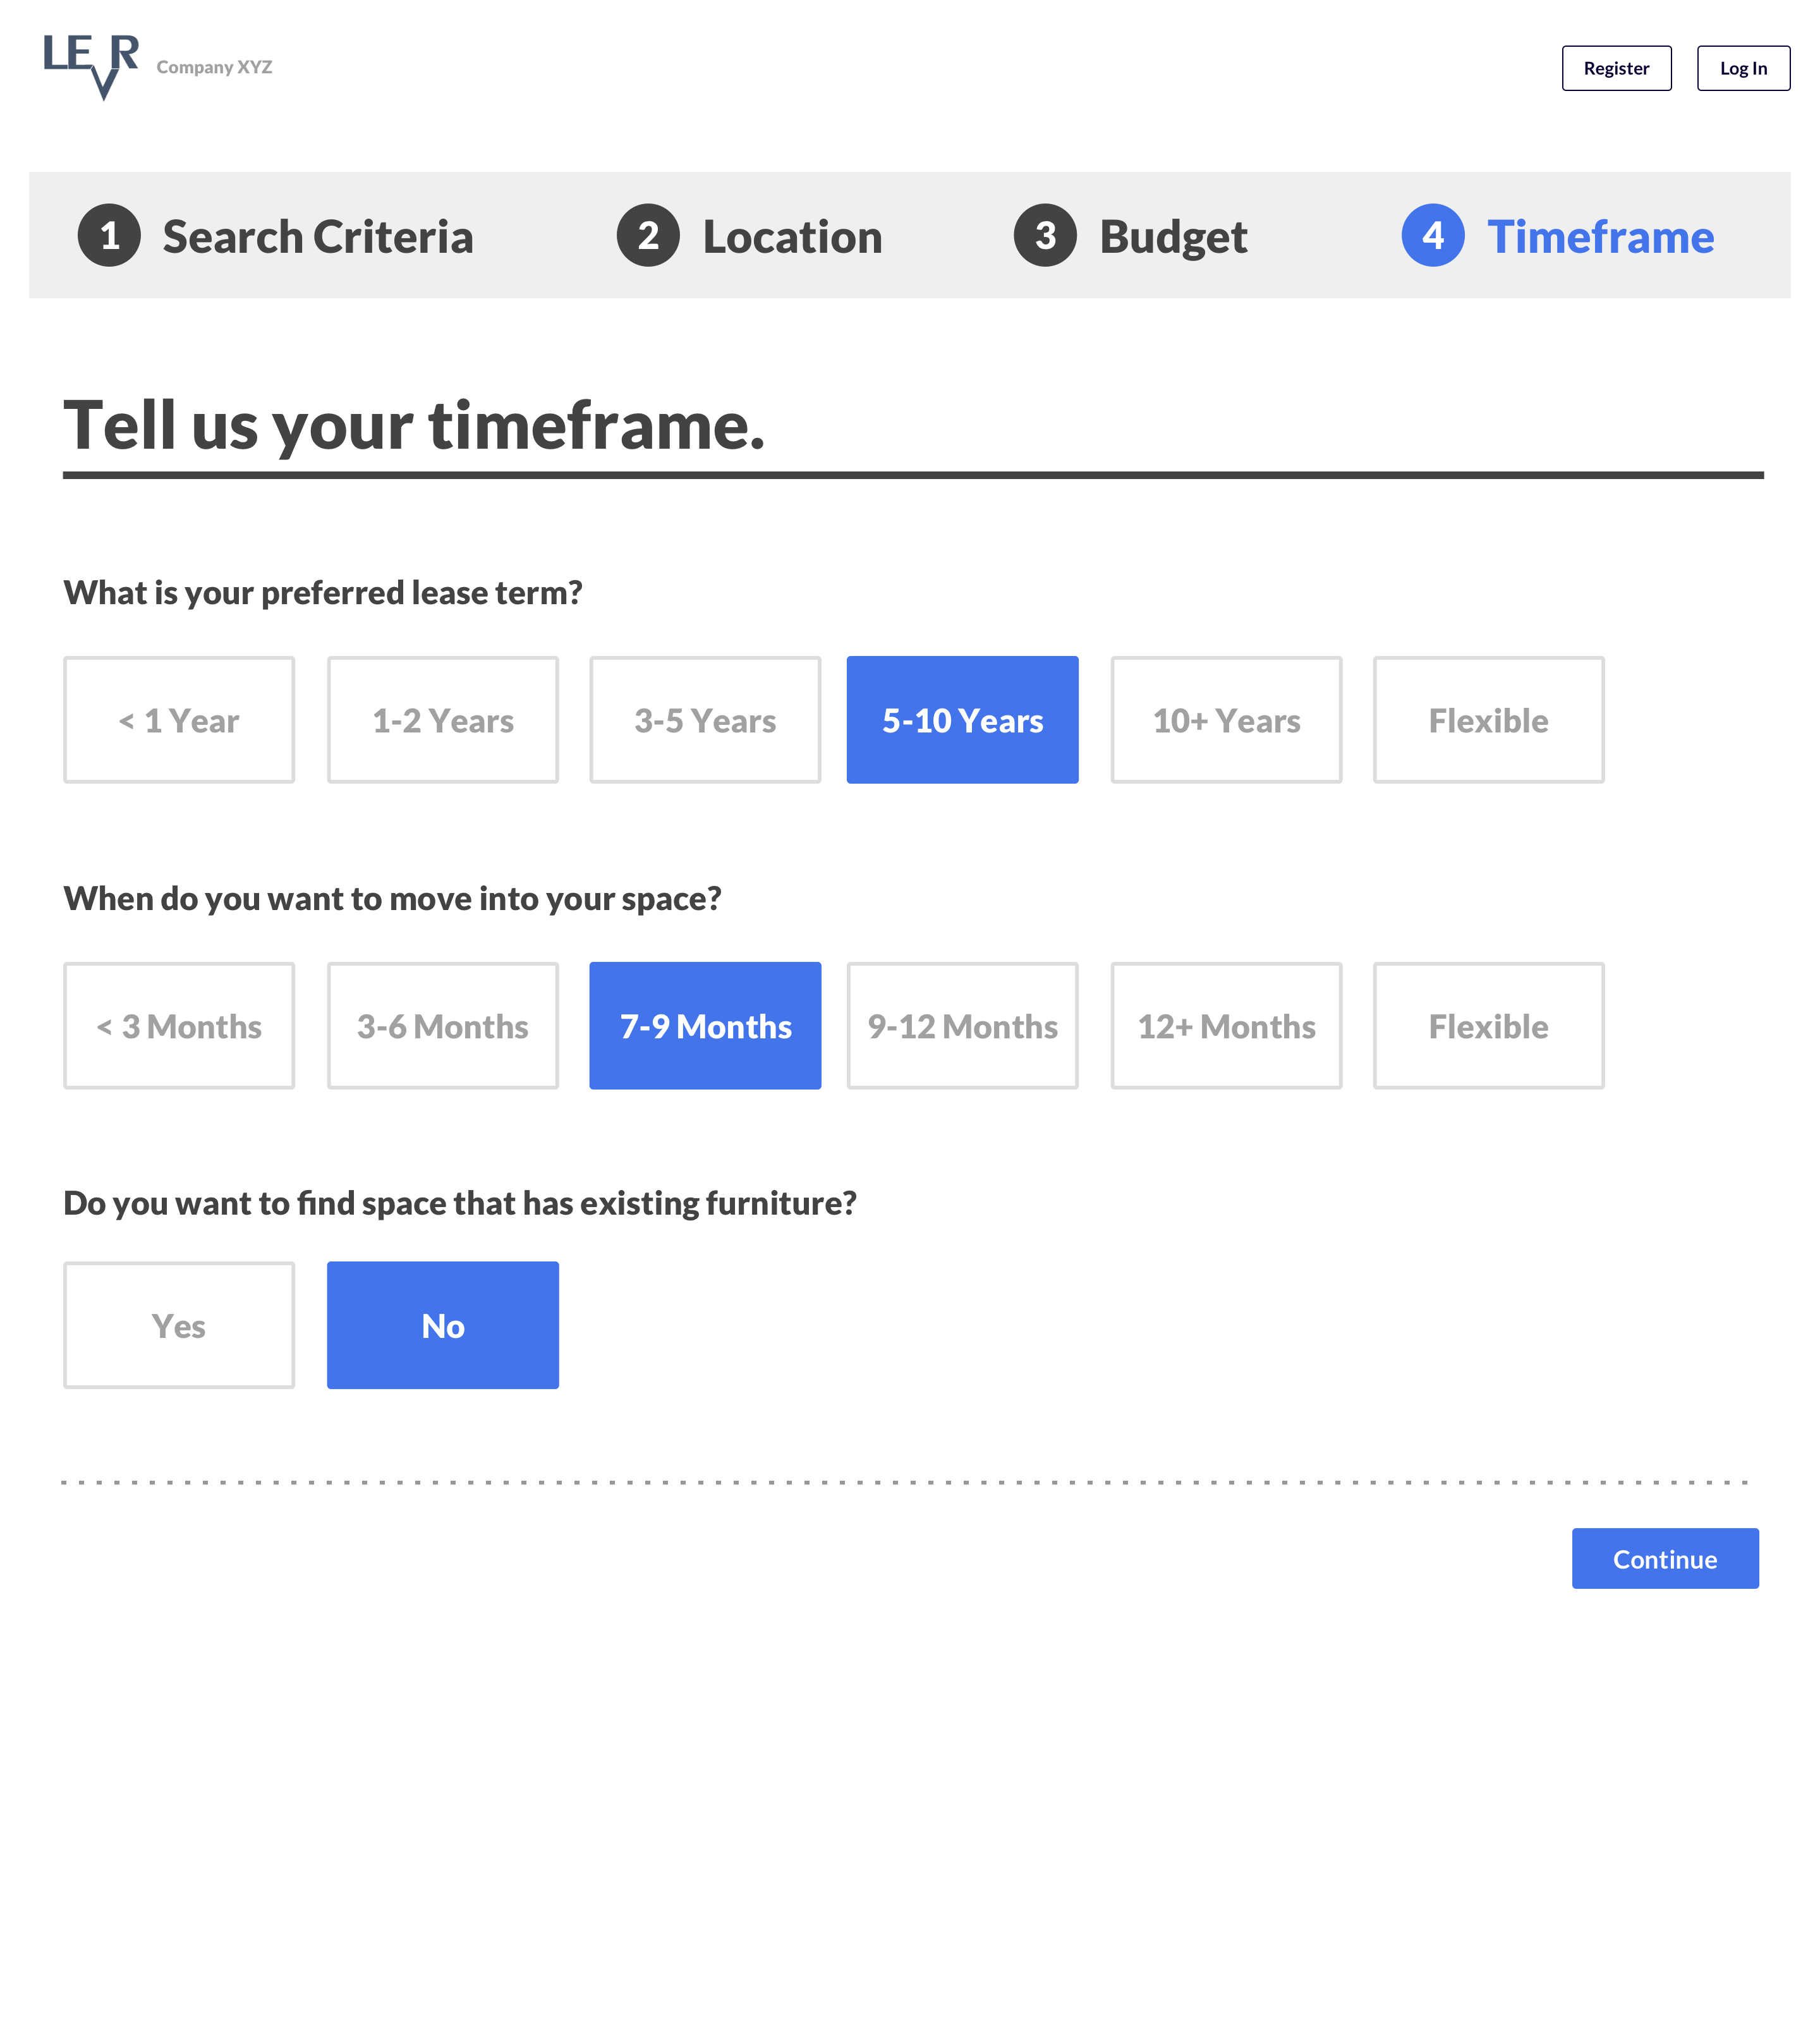 LEVR Company XYZ
Register Log In
1 Search Criteria 2 Location 3 Budget 4 Timeframe
Tell us your timeframe.
What is your preferred lease term?
< 1 Year 1-2 Years 3-5 Years 5-10 Years 10+ Years Flexible
When do you want to move into your space?
< 3 Months 3-6 Months 7-9 Months 9-12 Months 12+ Months Flexible
Do you want to find space that has existing furniture?
Yes No
Continue